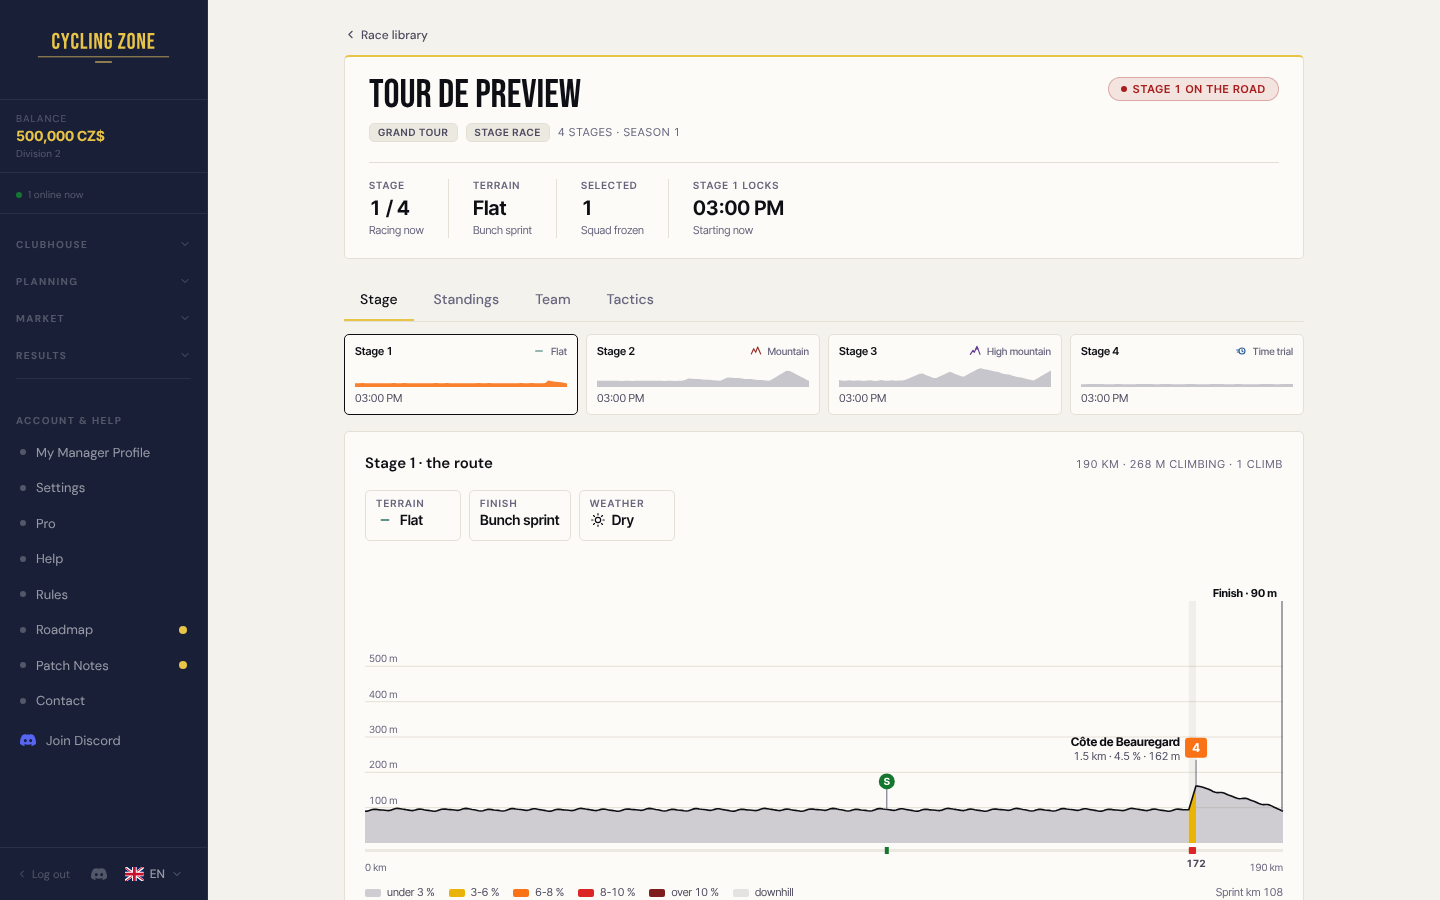 CYCLING ZONE
BALANCE
500,000 CZ$
Division 2
1 online now
CLUBHOUSE
PLANNING
MARKET
RESULTS
ACCOUNT & HELP
My Manager Profile
Settings
Pro
Help
Rules
Roadmap
Patch Notes
Contact
Join Discord
Log out
EN
Race library
TOUR DE PREVIEW
STAGE 1 ON THE ROAD
GRAND TOUR
STAGE RACE
4 STAGES · SEASON 1
STAGE
1 / 4
Racing now
TERRAIN
Flat
Bunch sprint
SELECTED
1
Squad frozen
STAGE 1 LOCKS
03:00 PM
Starting now
Stage
Standings
Team
Tactics
Stage 1
Flat
03:00 PM
Stage 2
Mountain
03:00 PM
Stage 3
High mountain
03:00 PM
Stage 4
Time trial
03:00 PM
Stage 1 · the route
190 KM · 268 M CLIMBING · 1 CLIMB
TERRAIN
Flat
FINISH
Bunch sprint
WEATHER
Dry
Finish · 90 m
500 m
400 m
300 m
200 m
100 m
Côte de Beauregard
1.5 km · 4.5 % · 162 m
4
S
0 km
172
190 km
under 3 %
3-6 %
6-8 %
8-10 %
over 10 %
downhill
Sprint km 108